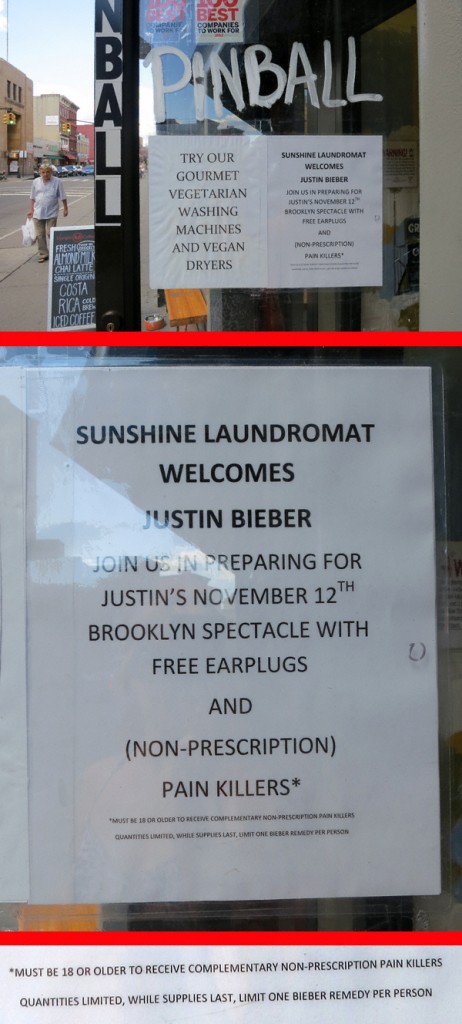 100
BEST
BEST
COMPANIES
TO WORK FOR
NBALL
PINBALL
TRY OUR
GOURMET
VEGETARIAN
WASHING
MACHINES
AND VEGAN
DRYERS
SUNSHINE LAUNDROMAT
WELCOMES
JUSTIN BIEBER
JOIN US IN PREPARING FOR
JUSTIN'S NOVEMBER 12TH
BROOKLYN SPECTACLE WITH
FREE EARPLUGS
AND
(NON-PRESCRIPTION)
PAIN KILLERS*
FRESH
ALMOND MILK
CHAI LATTE
SINGLE ORIGIN
COSTA
RICA COLD
ICED COFFEE
SUNSHINE LAUNDROMAT
WELCOMES
JUSTIN BIEBER
JOIN US IN PREPARING FOR
JUSTIN'S NOVEMBER 12TH
BROOKLYN SPECTACLE WITH
FREE EARPLUGS
AND
(NON-PRESCRIPTION)
PAIN KILLERS*
*MUST BE 18 OR OLDER TO RECEIVE COMPLEMENTARY NON-PRESCRIPTION PAIN KILLERS
QUANTITIES LIMITED, WHILE SUPPLIES LAST, LIMIT ONE BIEBER REMEDY PER PERSON
*MUST BE 18 OR OLDER TO RECEIVE COMPLEMENTARY NON-PRESCRIPTION PAIN KILLERS
QUANTITIES LIMITED, WHILE SUPPLIES LAST, LIMIT ONE BIEBER REMEDY PER PERSON